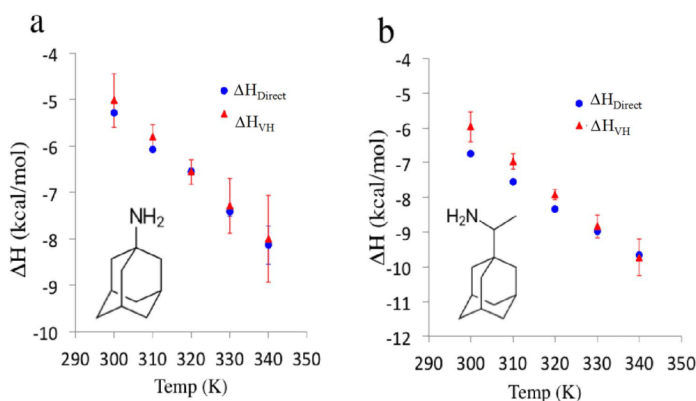 a
-4
-5
-6
-7
-8
-9
-10
ΔH (kcal/mol)
ΔH_Direct
ΔH_VH
NH₂
290 300 310 320 330 340 350
Temp (K)
b
-4
-5
-6
-7
-8
-9
-10
-11
-12
ΔH (kcal/mol)
ΔH_Direct
ΔH_VH
H₂N
290 300 310 320 330 340 350
Temp (K)